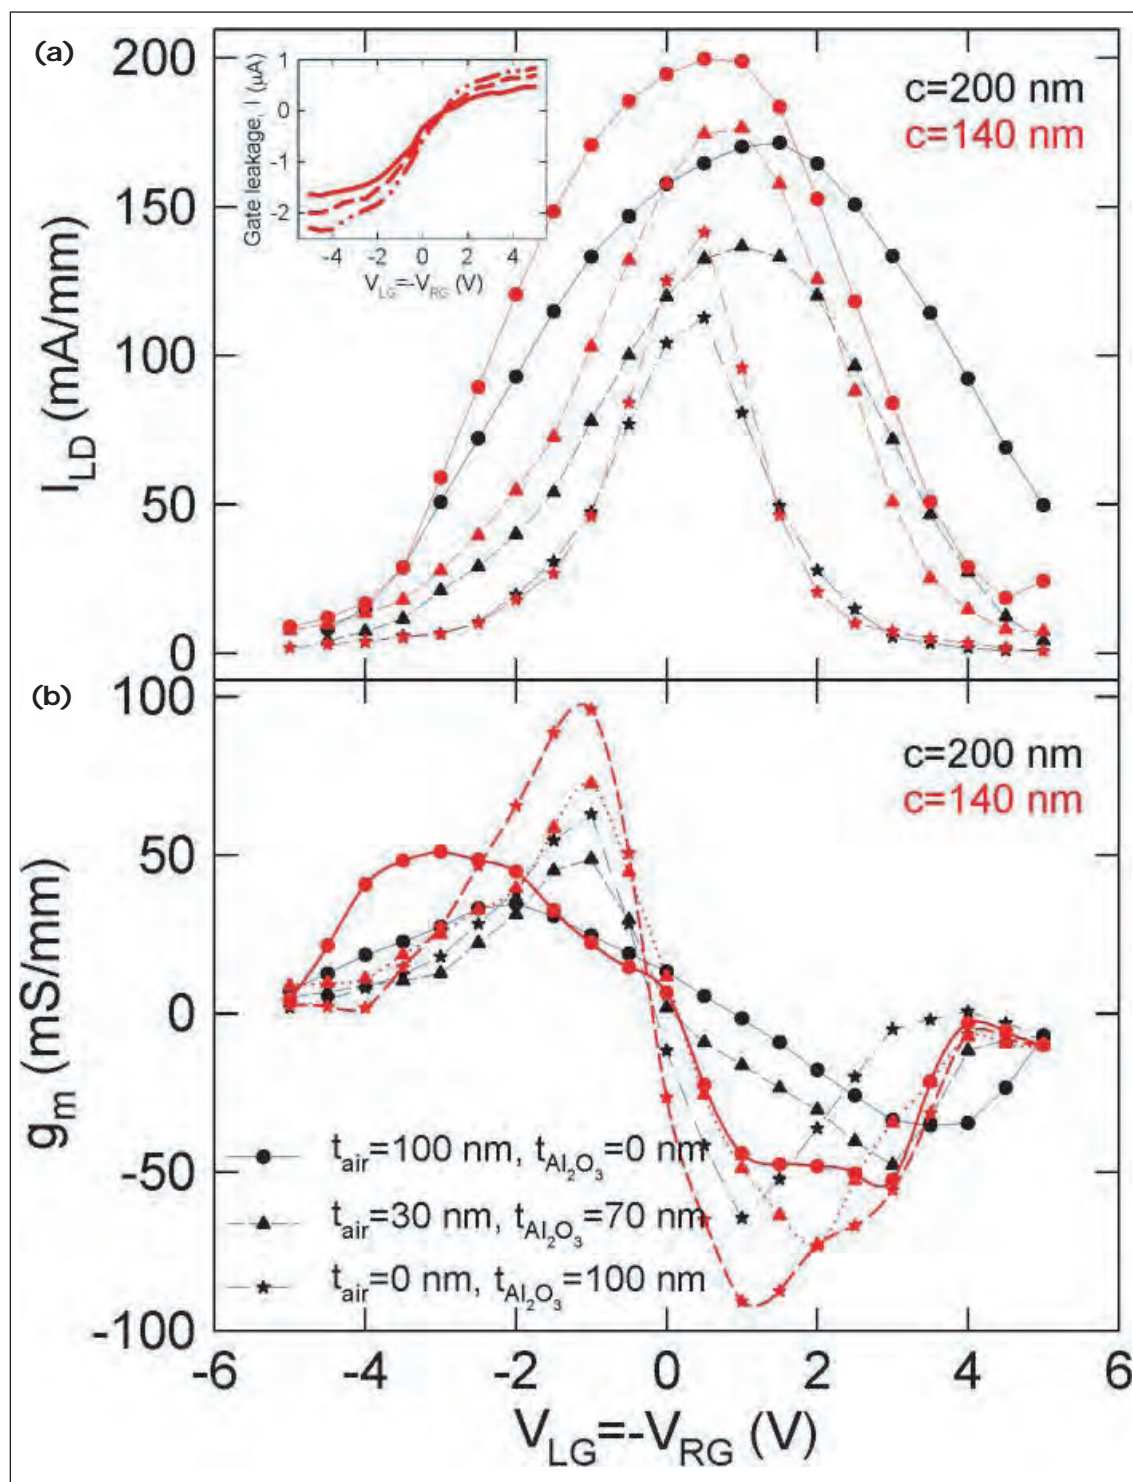 (a)
200
150
100
50
0
I_LD (mA/mm)
c=200 nm
c=140 nm
1
0
-1
-2
Gate leakage, I (μA)
-4 -2 0 2 4
V_LG=-V_RG (V)
(b)
100
50
0
-50
-100
g_m (mS/mm)
c=200 nm
c=140 nm
t_air=100 nm, t_Al₂O₃=0 nm
t_air=30 nm, t_Al₂O₃=70 nm
t_air=0 nm, t_Al₂O₃=100 nm
-6 -4 -2 0 2 4 6
V_LG=-V_RG (V)